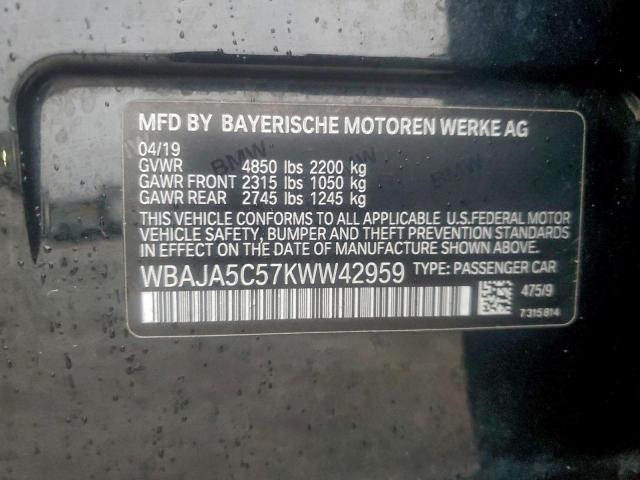 MFD BY BAYERISCHE MOTOREN WERKE AG
04/19
GVWR 4850 lbs 2200 kg
GAWR FRONT 2315 lbs 1050 kg
GAWR REAR 2745 lbs 1245 kg
THIS VEHICLE CONFORMS TO ALL APPLICABLE U.S.FEDERAL MOTOR
VEHICLE SAFETY, BUMPER AND THEFT PREVENTION STANDARDS
IN EFFECT ON THE DATE OF MANUFACTURE SHOWN ABOVE.
WBAJA5C57KWW42959 TYPE: PASSENGER CAR
475/9
7315814
BMW
BMW